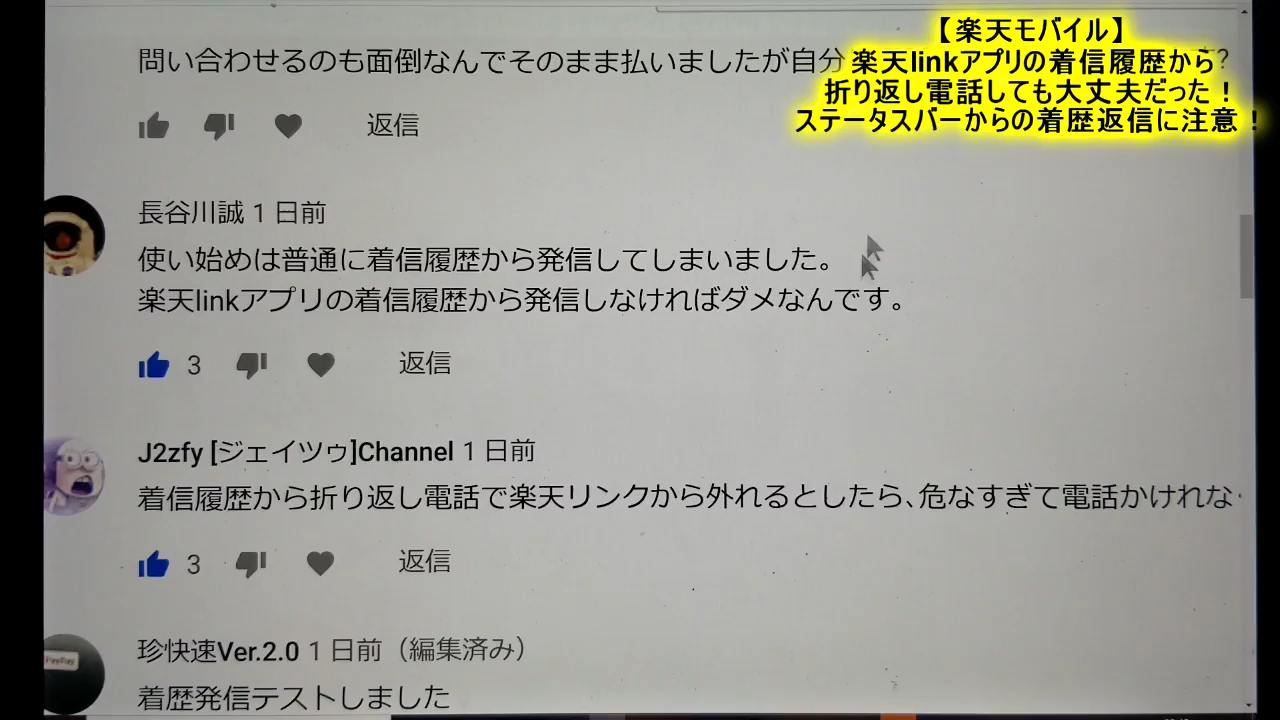 【楽天モバイル】
楽天linkアプリの着信履歴から
折り返し電話しても大丈夫だった！
ステータスバーからの着歴返信に注意！
問い合わせるのも面倒なんでそのまま払いましたが自分
?
返信
長谷川誠 1 日前
使い始めは普通に着信履歴から発信してしまいました。
楽天linkアプリの着信履歴から発信しなければダメなんです。
3 返信
J2zfy [ジェイツゥ]Channel 1 日前
着信履歴から折り返し電話で楽天リンクから外れるとしたら、危なすぎて電話かけれな
3 返信
珍快速Ver.2.0 1 日前（編集済み）
着歴発信テストしました
PayPay